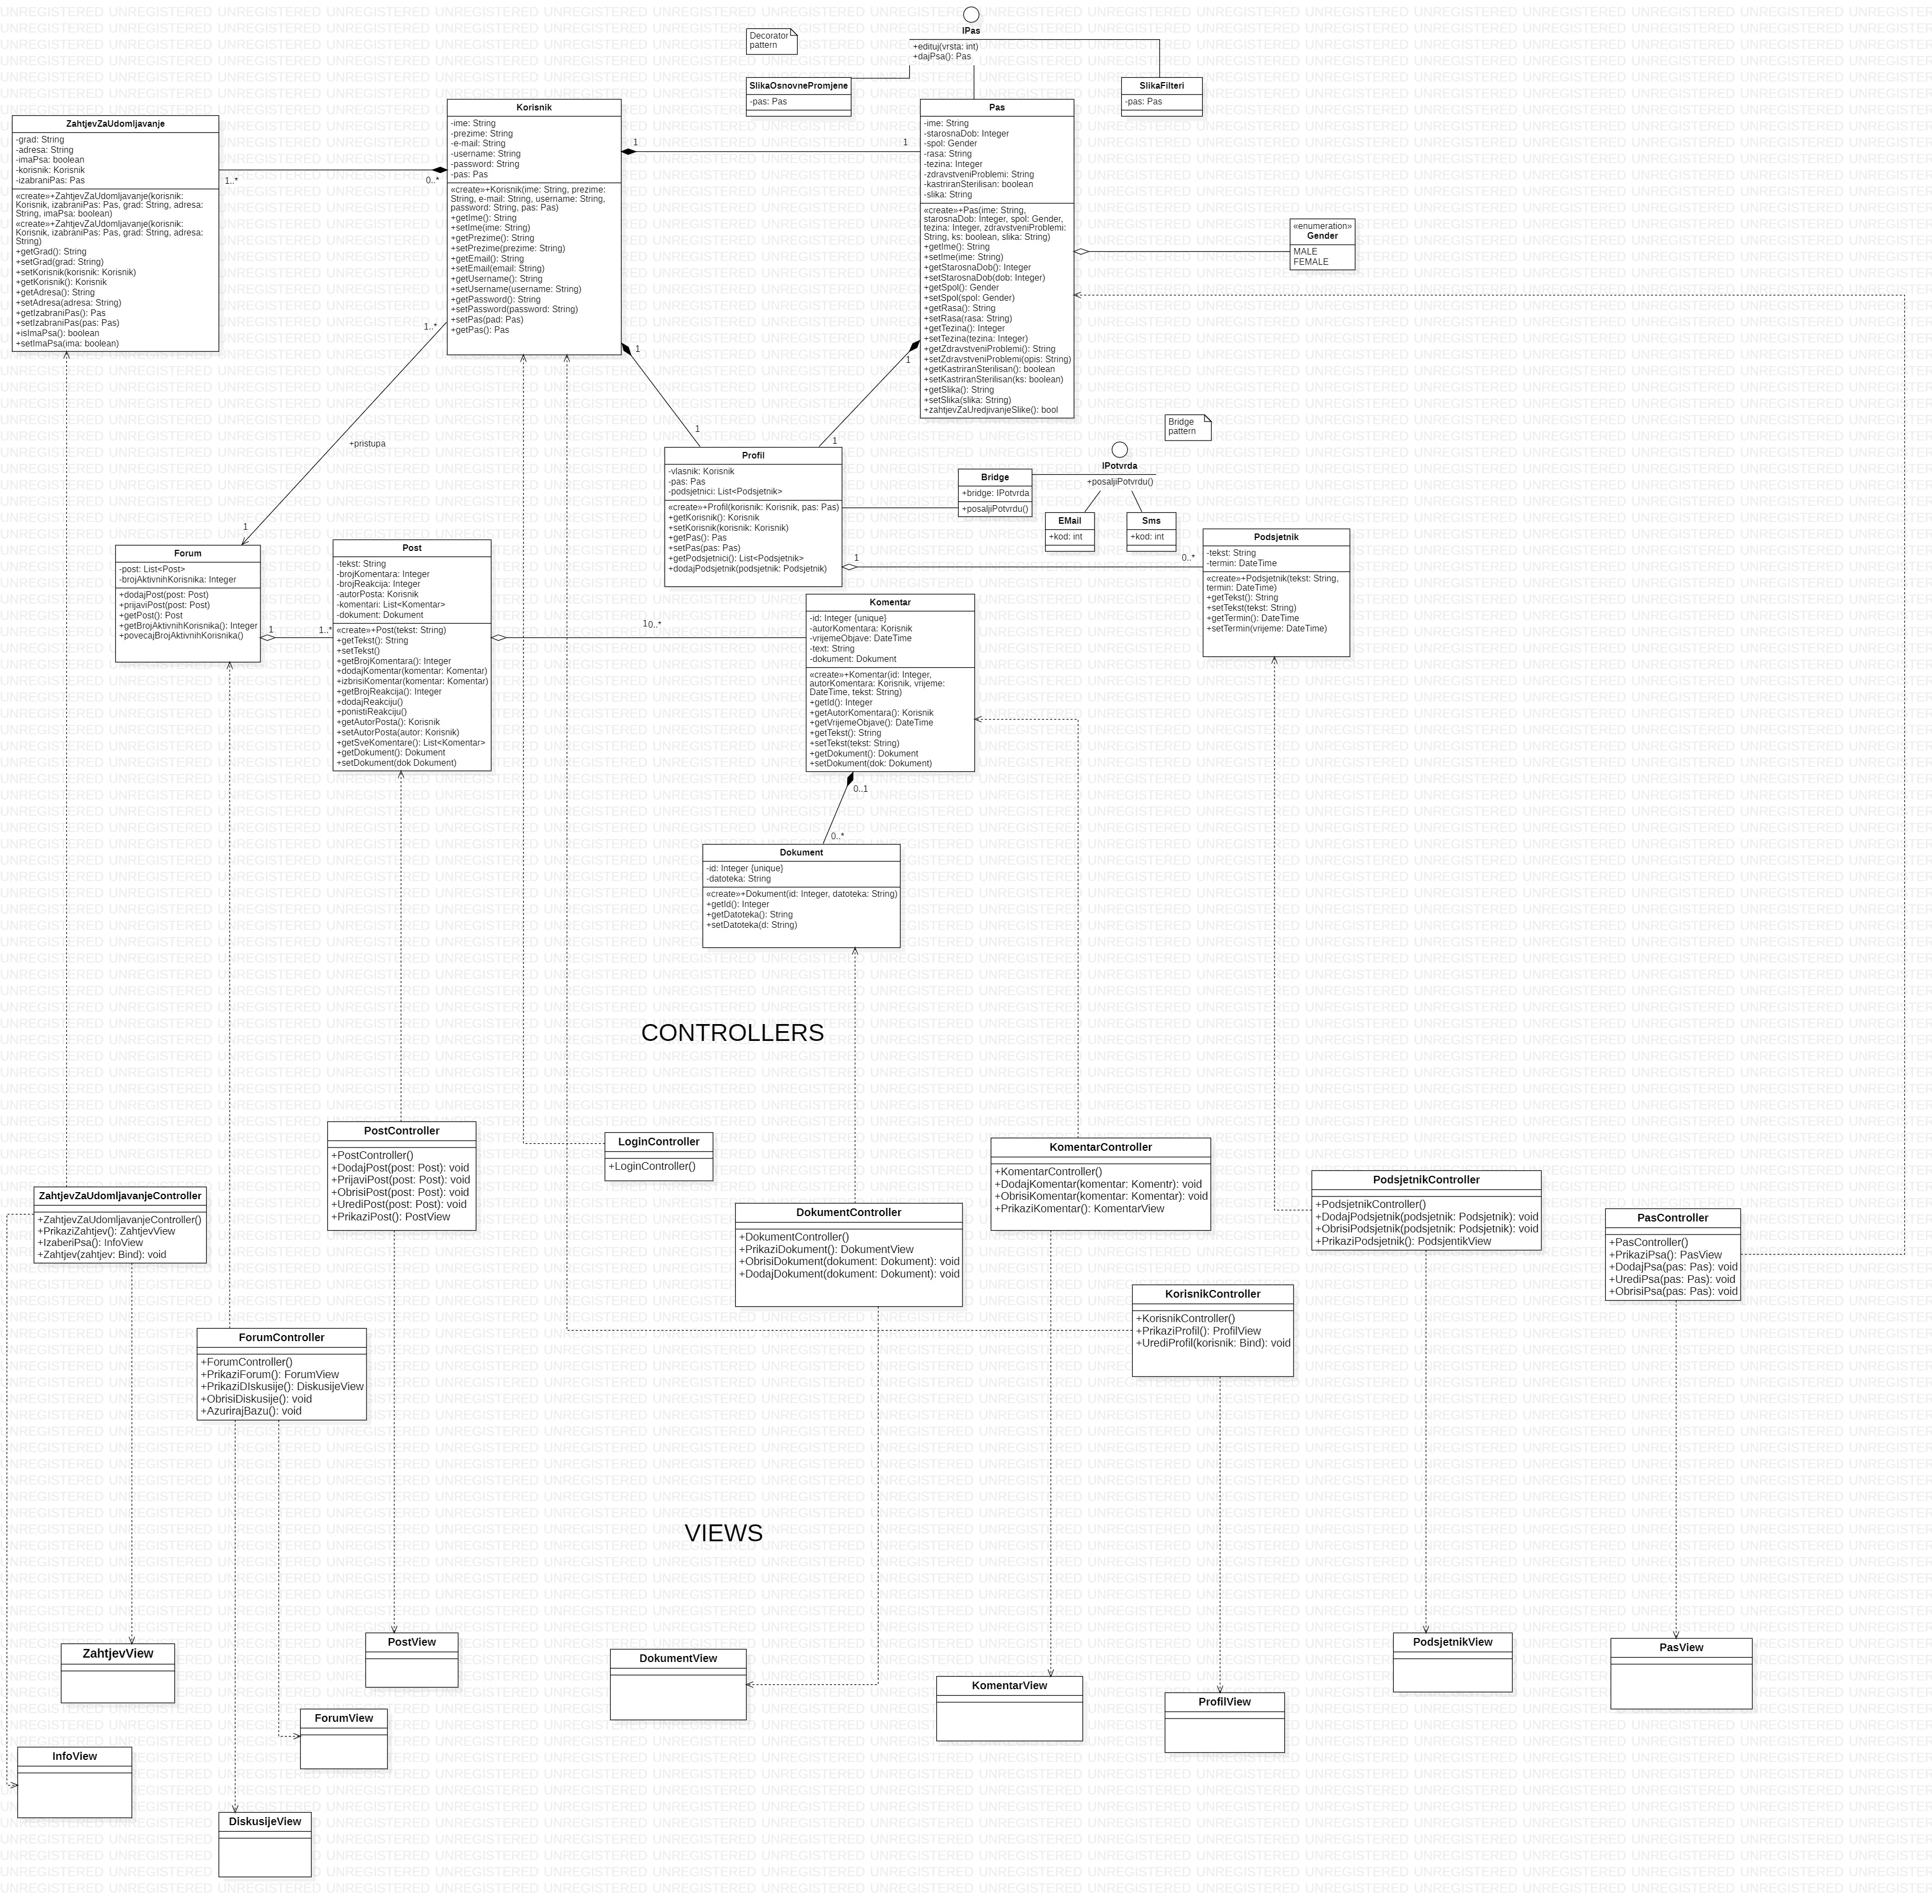 IPas
+edituj(vrsta: int)
+dajPsa(): Pas
Decorator
pattern
SlikaOsnovnePromjene
-pas: Pas
SlikaFilteri
-pas: Pas
ZahtjevZaUdomljavanje
-grad: String
-adresa: String
-imaPsa: boolean
-korisnik: Korisnik
-izabraniPas: Pas
«create»+ZahtjevZaUdomljavanje(korisnik:
Korisnik, izabraniPas: Pas, grad: String, adresa:
String, imaPsa: boolean)
«create»+ZahtjevZaUdomljavanje(korisnik:
Korisnik, izabraniPas: Pas, grad: String, adresa:
String)
+getGrad(): String
+setGrad(grad: String)
+setKorisnik(korisnik: Korisnik)
+getKorisnik(): Korisnik
+getAdresa(): String
+setAdresa(adresa: String)
+getIzabraniPas(): Pas
+setIzabraniPas(pas: Pas)
+isImaPsa(): boolean
+setImaPsa(ima: boolean)
1..*
0..*
Korisnik
-ime: String
-prezime: String
-e-mail: String
-username: String
-password: String
-pas: Pas
«create»+Korisnik(ime: String, prezime:
String, e-mail: String, username: String,
password: String, pas: Pas)
+getIme(): String
+setIme(ime: String)
+getPrezime(): String
+setPrezime(prezime: String)
+getEmail(): String
+setEmail(email: String)
+getUsername(): String
+setUsername(username: String)
+getPassword(): String
+setPassword(password: String)
+setPas(pad: Pas)
+getPas(): Pas
1
1
Pas
-ime: String
-starosnaDob: Integer
-spol: Gender
-rasa: String
-tezina: Integer
-zdravstveniProblemi: String
-kastriranSterilisan: boolean
-slika: String
«create»+Pas(ime: String,
starosnaDob: Integer, spol: Gender,
tezina: Integer, zdravstveniProblemi:
String, ks: boolean, slika: String)
+getIme(): String
+setIme(ime: String)
+getStarosnaDob(): Integer
+setStarosnaDob(dob: Integer)
+getSpol(): Gender
+setSpol(spol: Gender)
+getRasa(): String
+setRasa(rasa: String)
+getTezina(): Integer
+setTezina(tezina: Integer)
+getZdravstveniProblemi(): String
+setZdravstveniProblemi(opis: String)
+getKastriranSterilisan(): boolean
+setKastriranSterilisan(ks: boolean)
+getSlika(): String
+setSlika(slika: String)
+zahtjevZaUredjivanjeSlike(): bool
«enumeration»
Gender
MALE
FEMALE
1..*
+pristupa
1
1
1
1
1
Profil
-vlasnik: Korisnik
-pas: Pas
-podsjetnici: List<Podsjetnik>
«create»+Profil(korisnik: Korisnik, pas: Pas)
+getKorisnik(): Korisnik
+setKorisnik(korisnik: Korisnik)
+getPas(): Pas
+setPas(pas: Pas)
+getPodsjetnici(): List<Podsjetnik>
+dodajPodsjetnik(podsjetnik: Podsjetnik)
Bridge
pattern
Bridge
+bridge: IPotvrda
+posaljiPotvrdu()
IPotvrda
+posaljiPotvrdu()
EMail
+kod: int
Sms
+kod: int
1
0..*
Podsjetnik
-tekst: String
-termin: DateTime
«create»+Podsjetnik(tekst: String,
termin: DateTime)
+getTekst(): String
+setTekst(tekst: String)
+getTermin(): DateTime
+setTermin(vrijeme: DateTime)
Forum
-post: List<Post>
-brojAktivnihKorisnika: Integer
+dodajPost(post: Post)
+prijaviPost(post: Post)
+getPost(): Post
+getBrojAktivnihKorisnika(): Integer
+povecajBrojAktivnihKorisnika()
1
1..*
Post
-tekst: String
-brojKomentara: Integer
-brojReakcija: Integer
-autorPosta: Korisnik
-komentari: List<Komentar>
-dokument: Dokument
«create»+Post(tekst: String)
+getTekst(): String
+setTekst()
+getBrojKomentara(): Integer
+dodajKomentar(komentar: Komentar)
+izbrisiKomentar(komentar: Komentar)
+getBrojReakcija(): Integer
+dodajReakciju()
+ponistiReakciju()
+getAutorPosta(): Korisnik
+setAutorPosta(autor: Korisnik)
+getSveKomentare(): List<Komentar>
+getDokument(): Dokument
+setDokument(dok Dokument)
1
0..*
Komentar
-id: Integer {unique}
-autorKomentara: Korisnik
-vrijemeObjave: DateTime
-text: String
-dokument: Dokument
«create»+Komentar(id: Integer,
autorKomentara: Korisnik, vrijeme:
DateTime, tekst: String)
+getId(): Integer
+getAutorKomentara(): Korisnik
+getVrijemeObjave(): DateTime
+getTekst(): String
+setTekst(tekst: String)
+getDokument(): Dokument
+setDokument(dok: Dokument)
0..1
0..*
Dokument
-id: Integer {unique}
-datoteka: String
«create»+Dokument(id: Integer, datoteka: String)
+getId(): Integer
+getDatoteka(): String
+setDatoteka(d: String)
CONTROLLERS
PostController
+PostController()
+DodajPost(post: Post): void
+PrijaviPost(post: Post): void
+ObrisiPost(post: Post): void
+UrediPost(post: Post): void
+PrikaziPost(): PostView
LoginController
+LoginController()
KomentarController
+KomentarController()
+DodajKomentar(komentar: Komentr): void
+ObrisiKomentar(komentar: Komentar): void
+PrikaziKomentar(): KomentarView
PodsjetnikController
+PodsjetnikController()
+DodajPodsjetnik(podsjetnik: Podsjetnik): void
+ObrisiPodsjetnik(podsjetnik: Podsjetnik): void
+PrikaziPodsjetnik(): PodsjentikView
ZahtjevZaUdomljavanjeController
+ZahtjevZaUdomljavanjeController()
+PrikaziZahtjev(): ZahtjevView
+IzaberiPsa(): InfoView
+Zahtjev(zahtjev: Bind): void
DokumentController
+DokumentController()
+PrikaziDokument(): DokumentView
+ObrisiDokument(dokument: Dokument): void
+DodajDokument(dokument: Dokument): void
PasController
+PasController()
+PrikaziPsa(): PasView
+DodajPsa(pas: Pas): void
+UrediPsa(pas: Pas): void
+ObrisiPsa(pas: Pas): void
KorisnikController
+KorisnikController()
+PrikaziProfil(): ProfilView
+UrediProfil(korisnik: Bind): void
ForumController
+ForumController()
+PrikaziForum(): ForumView
+PrikaziDIskusije(): DiskusijeView
+ObrisiDiskusije(): void
+AzurirajBazu(): void
VIEWS
ZahtjevView
PostView
DokumentView
KomentarView
ProfilView
PodsjetnikView
PasView
ForumView
InfoView
DiskusijeView